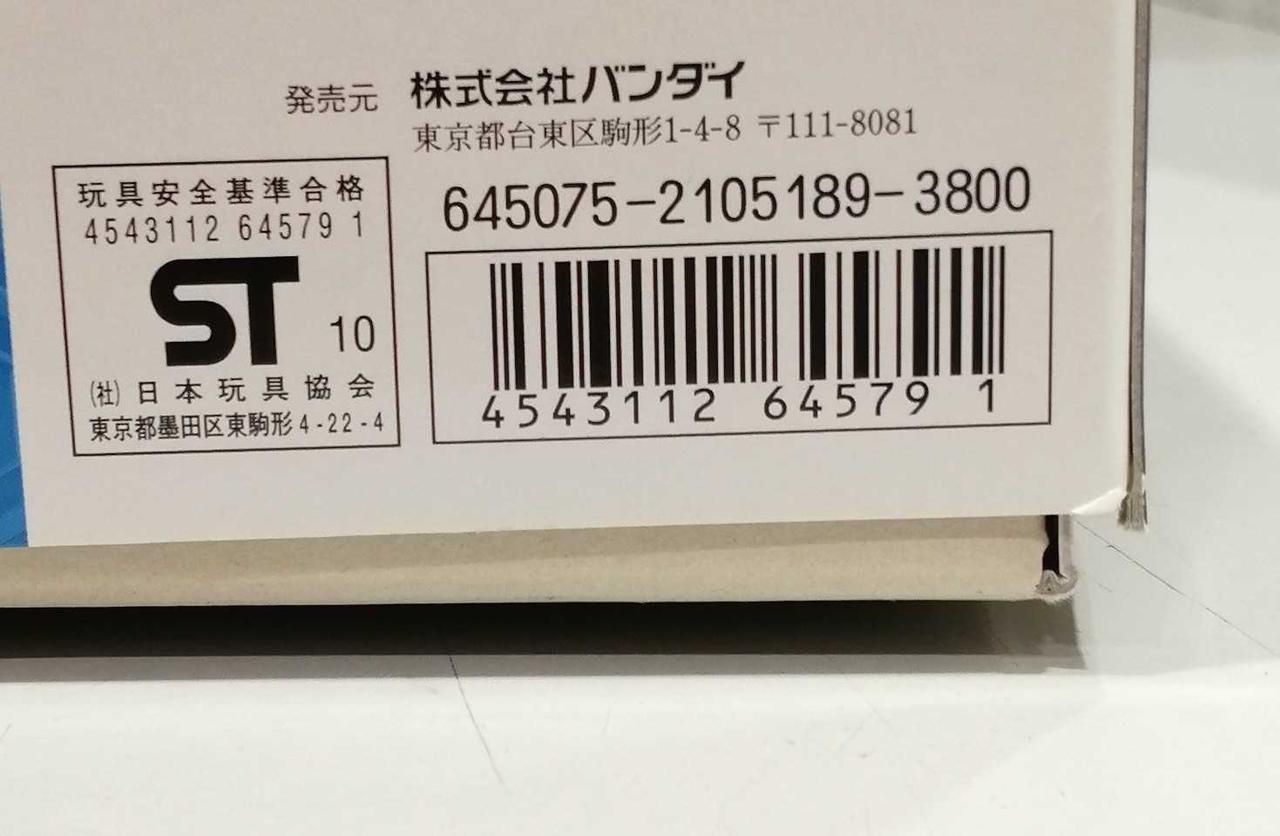 発売元 株式会社バンダイ
東京都台東区駒形1-4-8 〒111-8081
玩具安全基準合格
4543112 64579 1
ST 10
(社)日本玩具協会
東京都墨田区東駒形4-22-4
645075-2105189-3800
4543112 64579 1